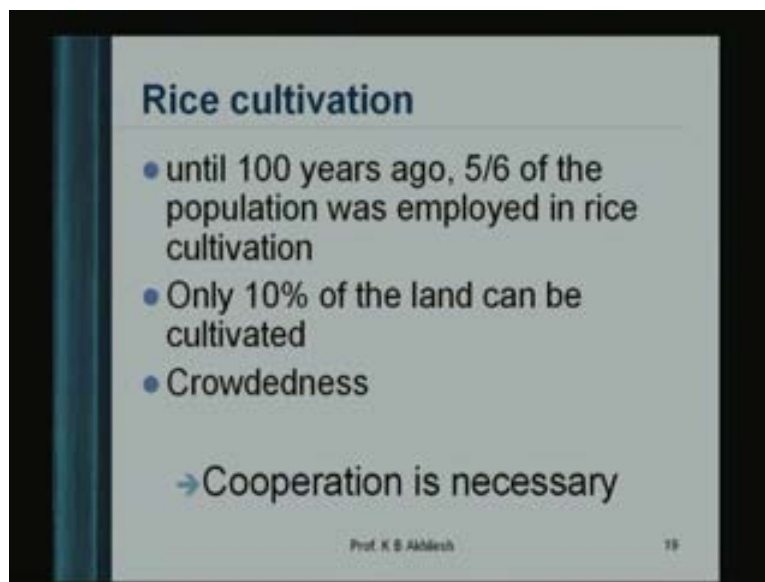 Rice cultivation
until 100 years ago, 5/6 of the
population was employed in rice
cultivation
Only 10% of the land can be
cultivated
Crowdedness
→Cooperation is necessary
Prof. K B Akhilesh 19